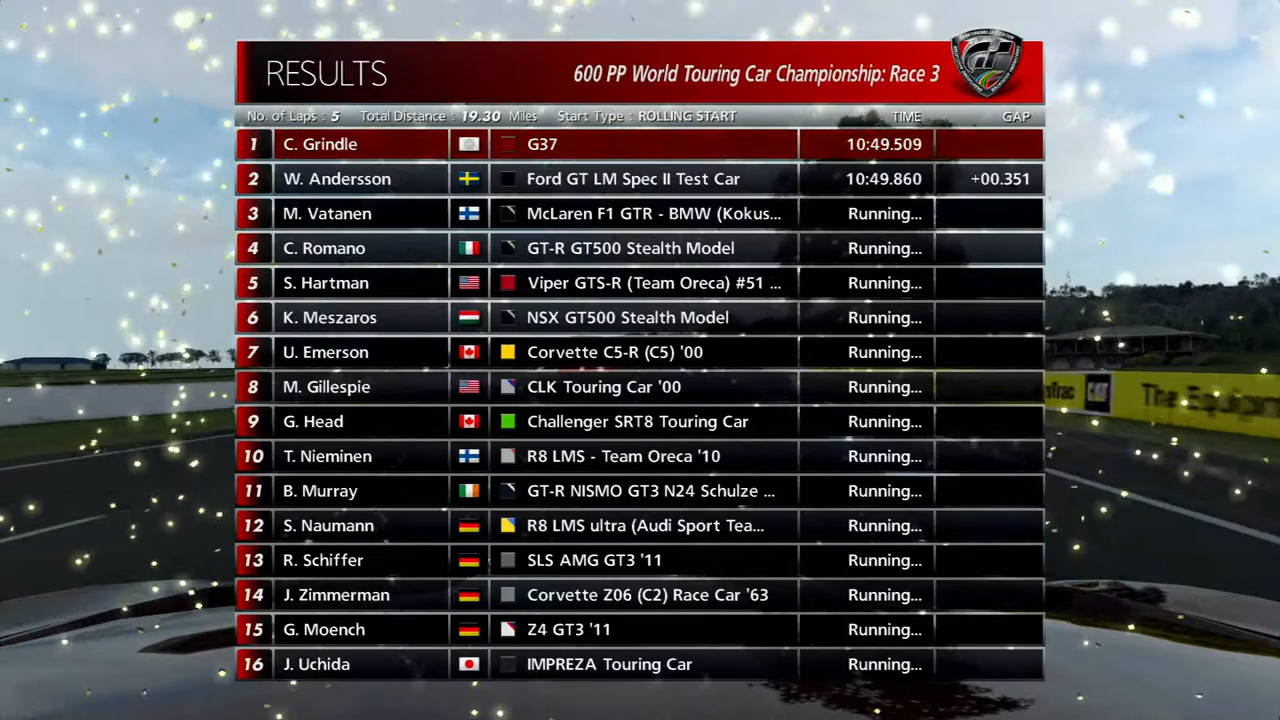 RESULTS
600 PP World Touring Car Championship: Race 3
No. of Laps : 5 Total Distance : 19.30 Miles Start Type : ROLLING START TIME GAP
1 C. Grindle G37 10:49.509
2 W. Andersson Ford GT LM Spec II Test Car 10:49.860 +00.351
3 M. Vatanen McLaren F1 GTR - BMW (Kokus... Running...
4 C. Romano GT-R GT500 Stealth Model Running...
5 S. Hartman Viper GTS-R (Team Oreca) #51 ... Running...
6 K. Meszaros NSX GT500 Stealth Model Running...
7 U. Emerson Corvette C5-R (C5) '00 Running...
8 M. Gillespie CLK Touring Car '00 Running...
9 G. Head Challenger SRT8 Touring Car Running...
10 T. Nieminen R8 LMS - Team Oreca '10 Running...
11 B. Murray GT-R NISMO GT3 N24 Schulze ... Running...
12 S. Naumann R8 LMS ultra (Audi Sport Tea... Running...
13 R. Schiffer SLS AMG GT3 '11 Running...
14 J. Zimmerman Corvette Z06 (C2) Race Car '63 Running...
15 G. Moench Z4 GT3 '11 Running...
16 J. Uchida IMPREZA Touring Car Running...
CAT The Equipm